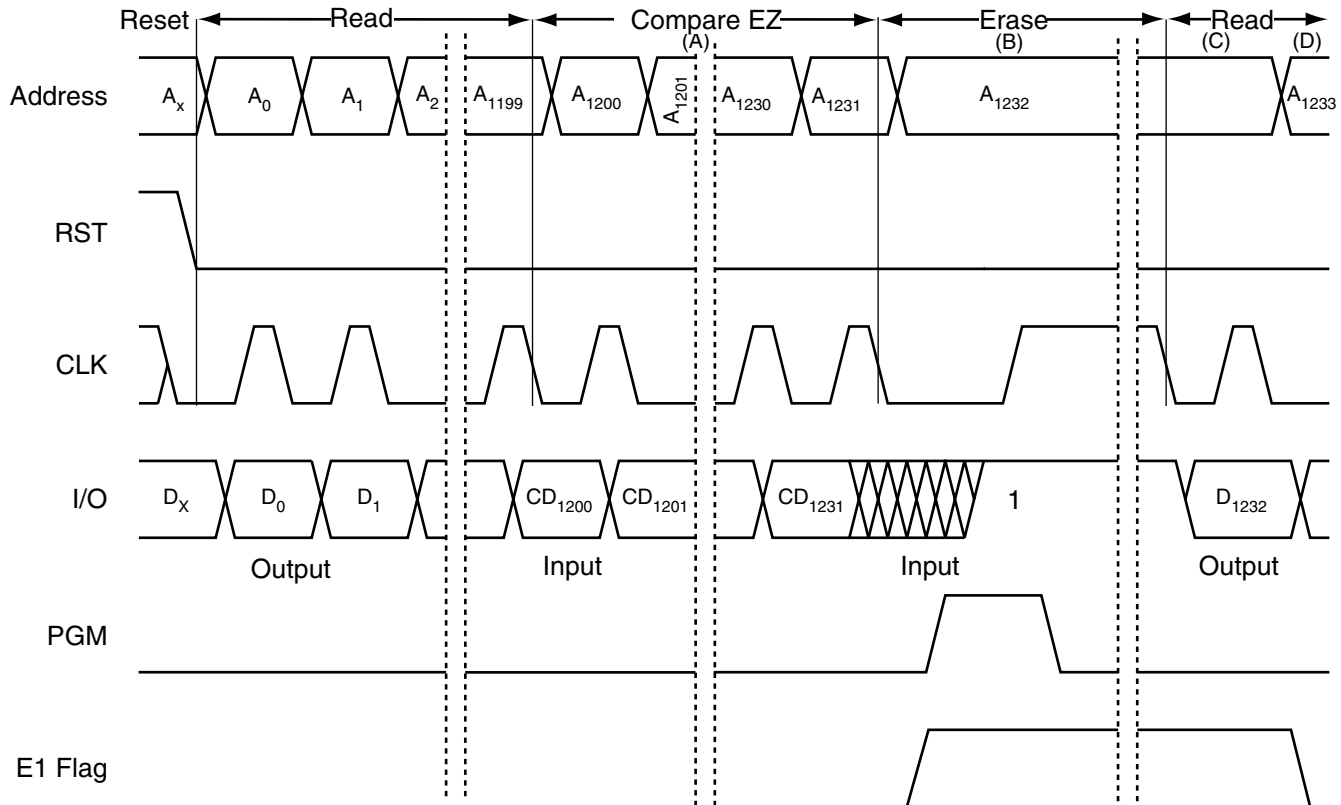 Reset Read Compare EZ Erase Read
(A) (B) (C) (D)
Address Aₓ A₀ A₁ A₂ A₁₁₉₉ A₁₂₀₀ A₁₂₀₁ A₁₂₃₀ A₁₂₃₁ A₁₂₃₂ A₁₂₃₃
RST
CLK
I/O Dₓ D₀ D₁ CD₁₂₀₀ CD₁₂₀₁ CD₁₂₃₁ 1 D₁₂₃₂
Output Input Input Output
PGM
E1 Flag